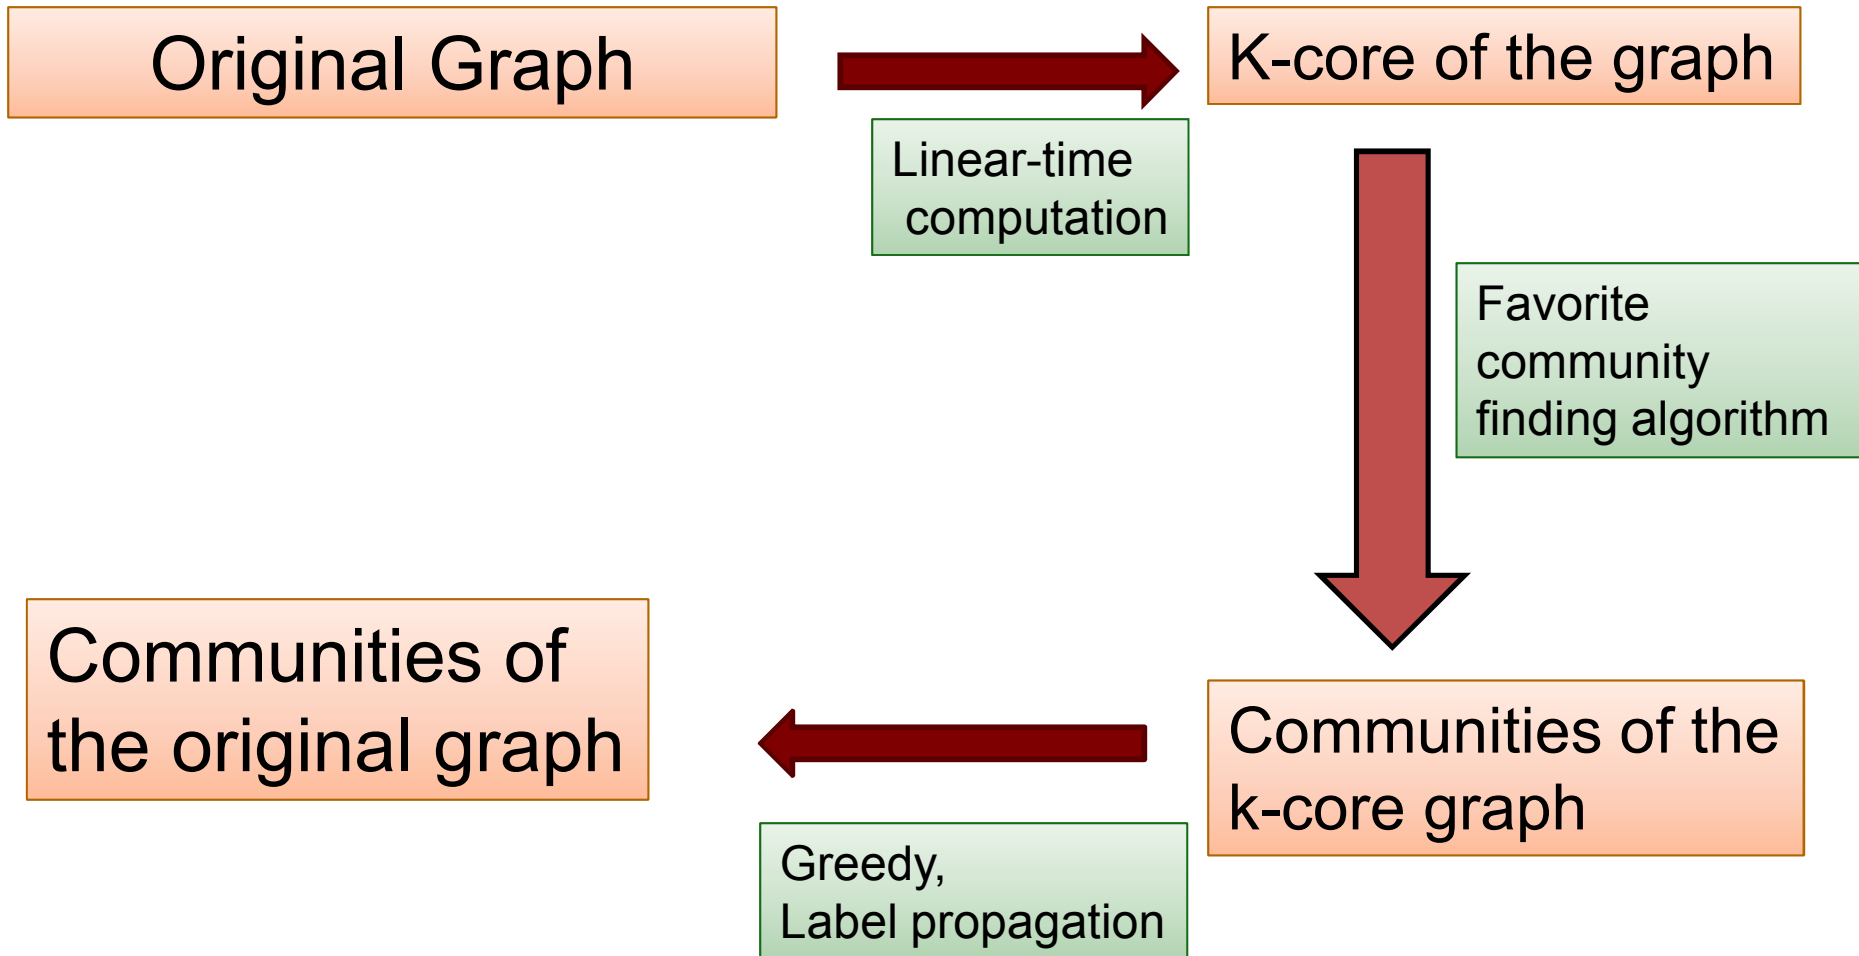 Original Graph
K-core of the graph
Linear-time
computation
Favorite
community
finding algorithm
Communities of the
k-core graph
Greedy,
Label propagation
Communities of
the original graph